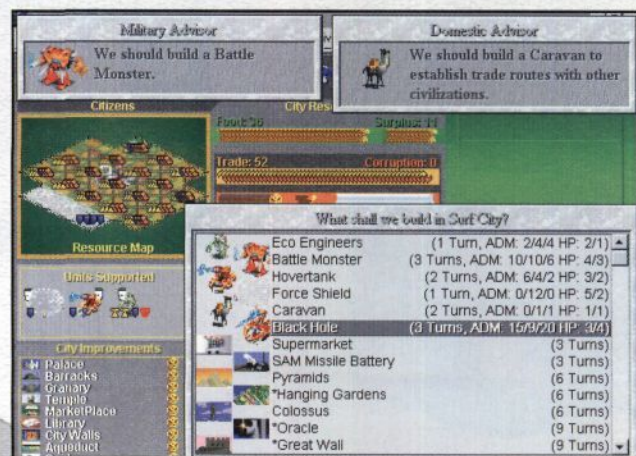 Military Advisor
We should build a Battle
Monster.
Domestic Advisor
We should build a Caravan to
establish trade routes with other
civilizations.
Citizens
City Res
Food: 36 Surplus: 11
Trade: 52 Corruption: 0
Resource Map
Units Supported
City Improvements
Palace
Barracks
Granary
Temple
MarketPlace
Library
City Walls
Aqueduct
What shall we build in Surf City?
Eco Engineers (1 Turn, ADM: 2/4/4 HP: 2/1)
Battle Monster (3 Turns, ADM: 10/10/6 HP: 4/3)
Hovertank (2 Turns, ADM: 6/4/2 HP: 3/2)
Force Shield (1 Turn, ADM: 0/12/0 HP: 5/2)
Caravan (2 Turns, ADM: 0/1/1 HP: 1/1)
Black Hole (3 Turns, ADM: 15/9/20 HP: 3/4)
Supermarket (3 Turns)
SAM Missile Battery (3 Turns)
Pyramids (6 Turns)
*Hanging Gardens (6 Turns)
Colossus (6 Turns)
*Oracle (9 Turns)
*Great Wall (9 Turns)